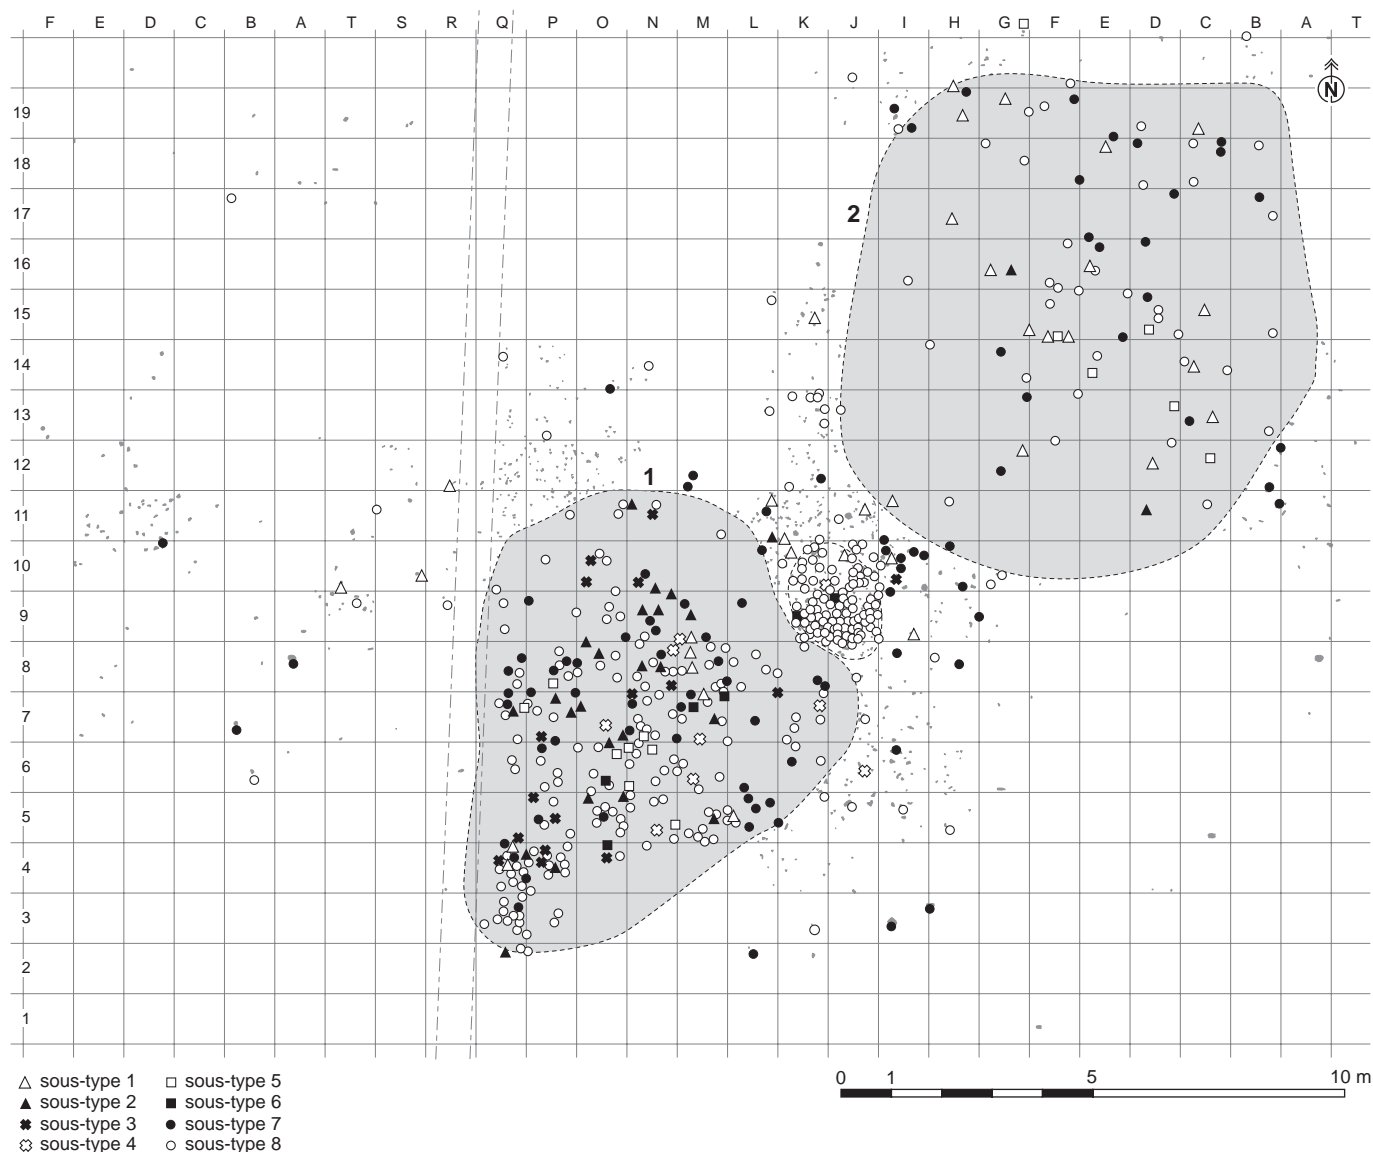 F E D C B A T S R Q P O N M L K J I H G F E D C B A T
N
19
18
17
2
16
15
14
13
12
1
11
10
9
8
7
6
5
4
3
2
1
sous-type 1
sous-type 2
sous-type 3
sous-type 4
sous-type 5
sous-type 6
sous-type 7
sous-type 8
0 1 5 10 m